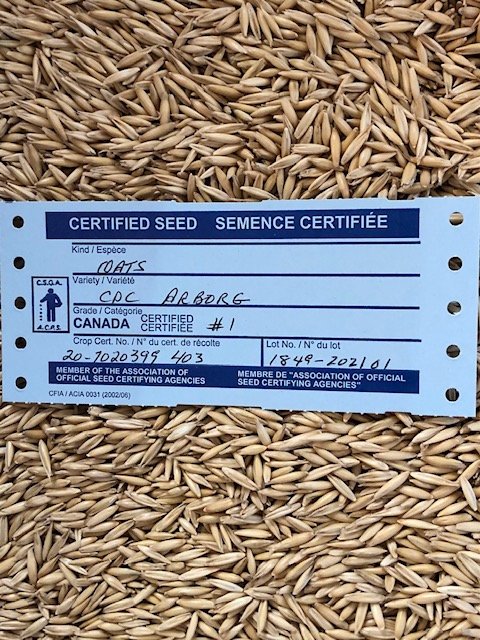 CERTIFIED SEED SEMENCE CERTIFIÉE
Kind / Espèce
OATS
Variety / Variété
CDC ARBORG
C.S.G.A.
A.C.P.S.
Grade / Catégorie
CANADA CERTIFIED CERTIFIÉE #1
Crop Cert. No. / N° du cert. de récolte
20-7020399 403
Lot No. / N° du lot
1849-202101
MEMBER OF THE ASSOCIATION OF
OFFICIAL SEED CERTIFYING AGENCIES
MEMBRE DE "ASSOCIATION OF OFFICIAL
SEED CERTIFYING AGENCIES"
CFIA / ACIA 0031 (2002/06)